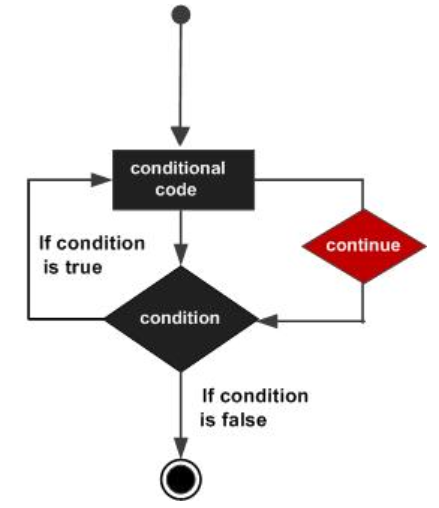 conditional
code
continue
If condition
is true
condition
If condition
is false